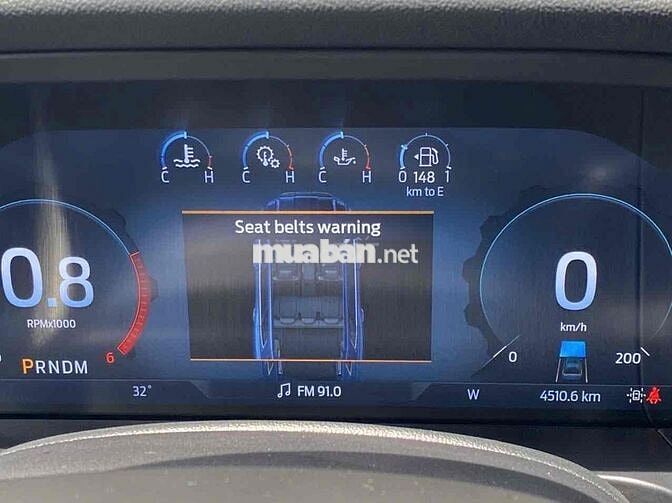 C H
C H
C H
0 148 1
km to E
Seat belts warning
muaban.net
0.8
RPMx1000
6
PRNDM
0
km/h
0
200
32°
FM 91.0
W
4510.6 km